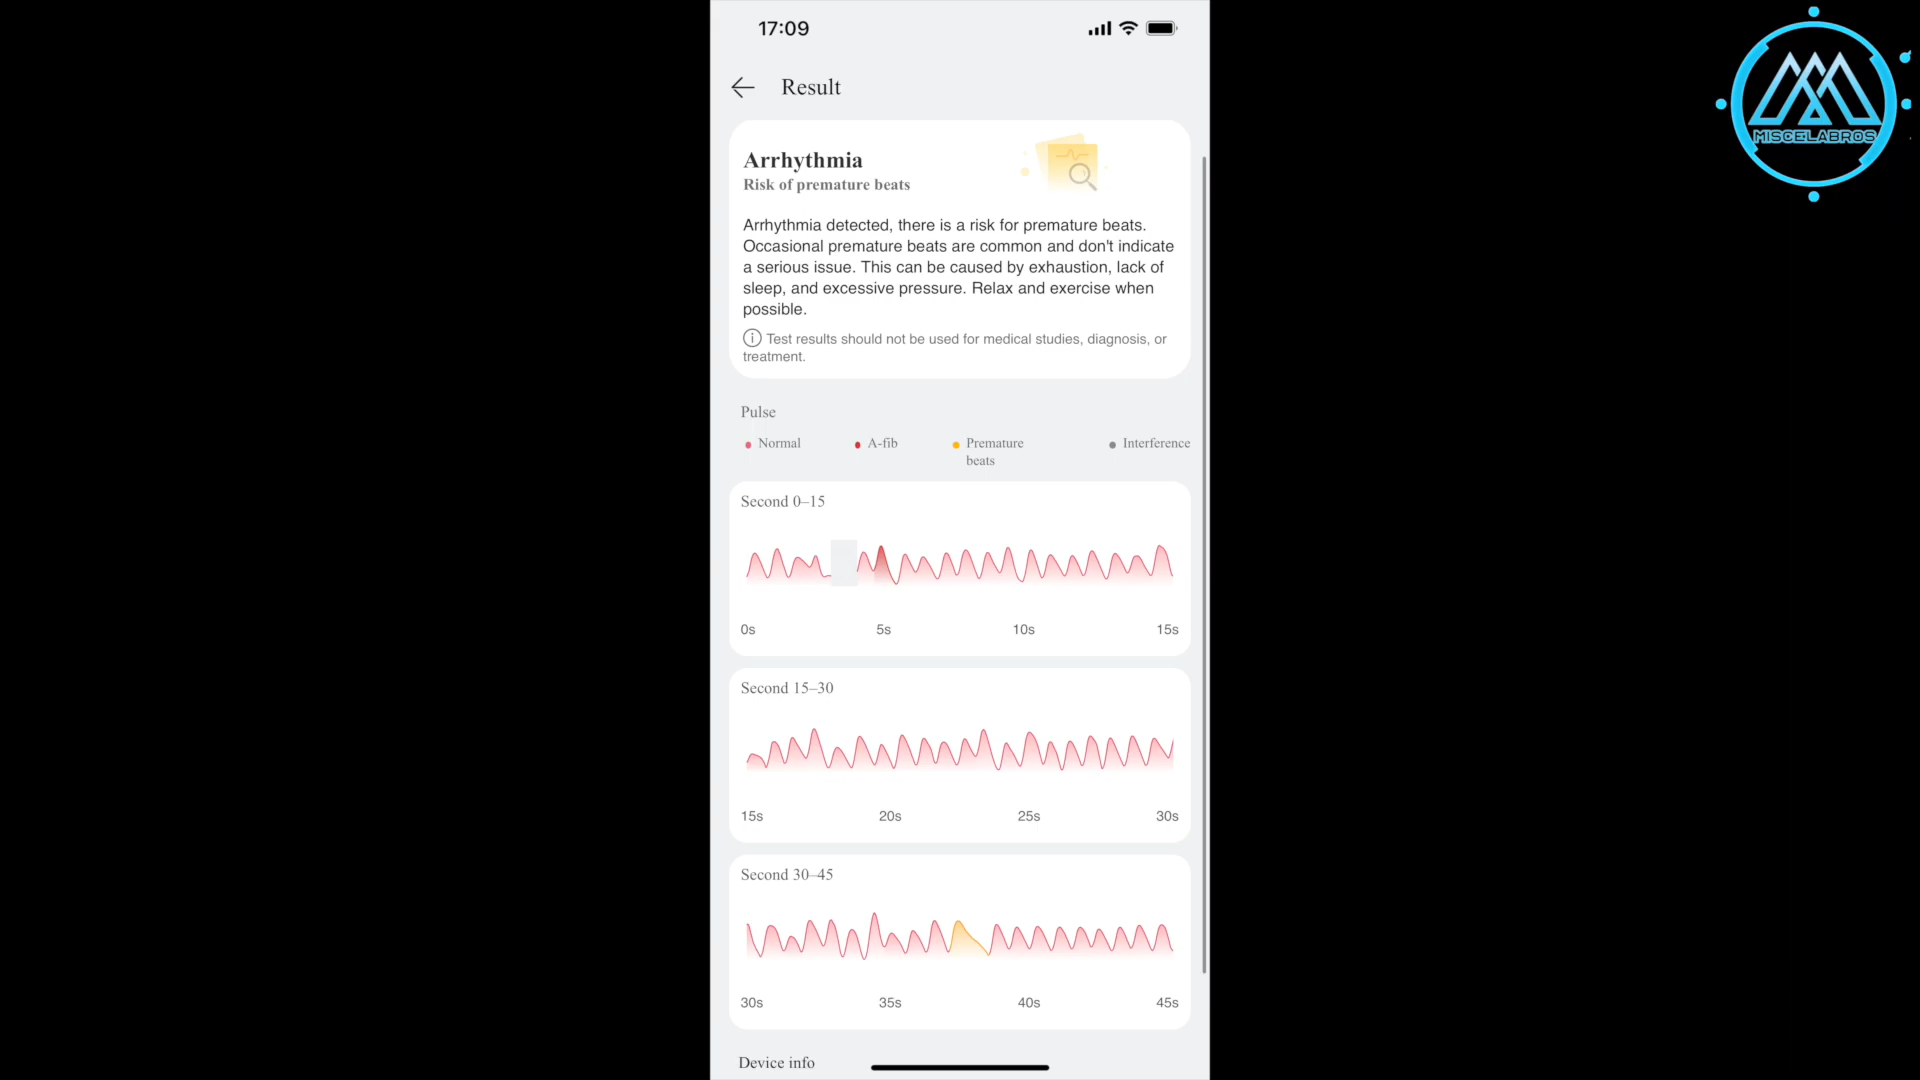 17:09
MISCELABROS
Result
Arrhythmia
Risk of premature beats
Arrhythmia detected, there is a risk for premature beats.
Occasional premature beats are common and don't indicate
a serious issue. This can be caused by exhaustion, lack of
sleep, and excessive pressure. Relax and exercise when
possible.
Test results should not be used for medical studies, diagnosis, or
treatment.
Pulse
Normal A-fib Premature Interference
beats
Second 0–15
0s 5s 10s 15s
Second 15–30
15s 20s 25s 30s
Second 30–45
30s 35s 40s 45s
Device info